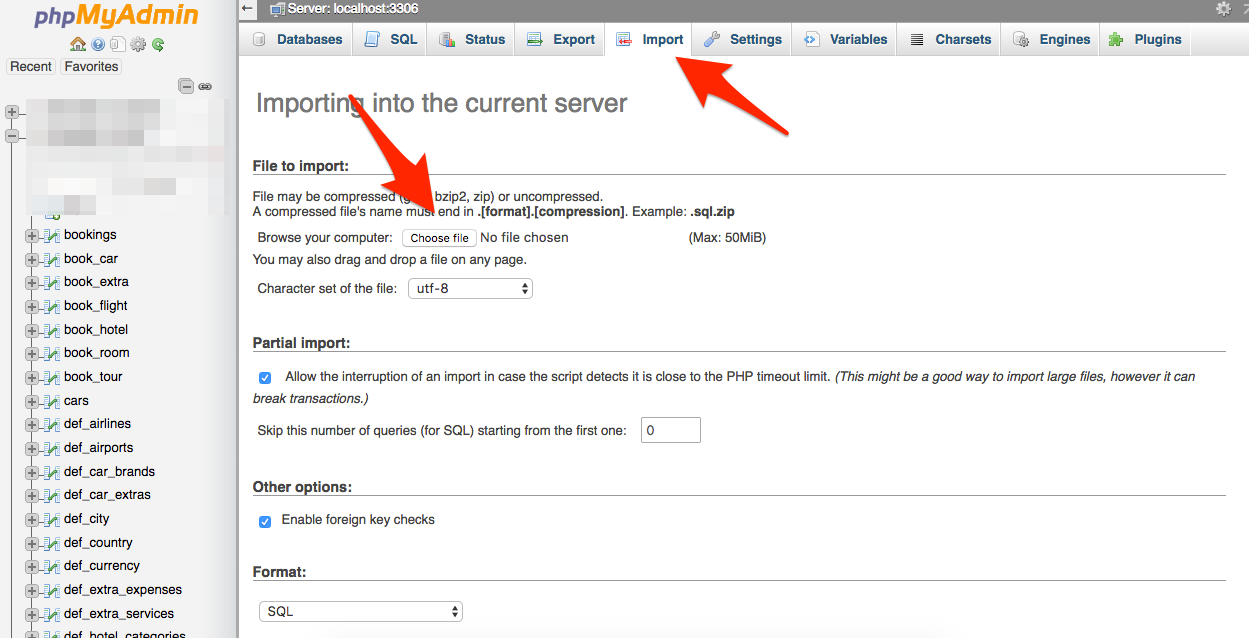 phpMyAdmin
Recent Favorites
bookings
book_car
book_extra
book_flight
book_hotel
book_room
book_tour
cars
def_airlines
def_airports
def_car_brands
def_car_extras
def_city
def_country
def_currency
def_extra_expenses
def_extra_services
def_hotel_categories
Server: localhost:3306
Databases SQL Status Export Import Settings Variables Charsets Engines Plugins
Importing into the current server
File to import:
File may be compressed ( bzip2, zip) or uncompressed.
A compressed file's name must end in .[format].[compression]. Example: .sql.zip
Browse your computer: Choose file No file chosen (Max: 50MiB)
You may also drag and drop a file on any page.
Character set of the file: utf-8
Partial import:
Allow the interruption of an import in case the script detects it is close to the PHP timeout limit. (This might be a good way to import large files, however it can
break transactions.)
Skip this number of queries (for SQL) starting from the first one: 0
Other options:
Enable foreign key checks
Format:
SQL